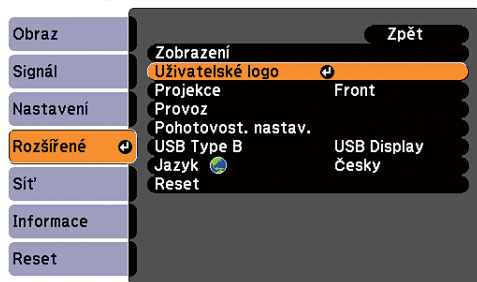 Obraz
Signál
Nastavení
Rozšířené
Síť
Informace
Reset
Zpět
Zobrazení
Uživatelské logo
Projekce Front
Provoz
Pohotovost. nastav.
USB Type B USB Display
Jazyk Česky
Reset